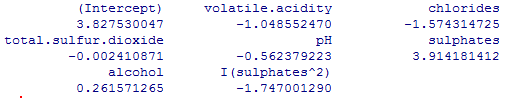 (Intercept) volatile.acidity chlorides
3.827530047 -1.048552470 -1.574314725
total.sulfur.dioxide pH sulphates
-0.002410871 -0.562379223 3.914181412
alcohol I(sulphates^2)
0.261571265 -1.747001290